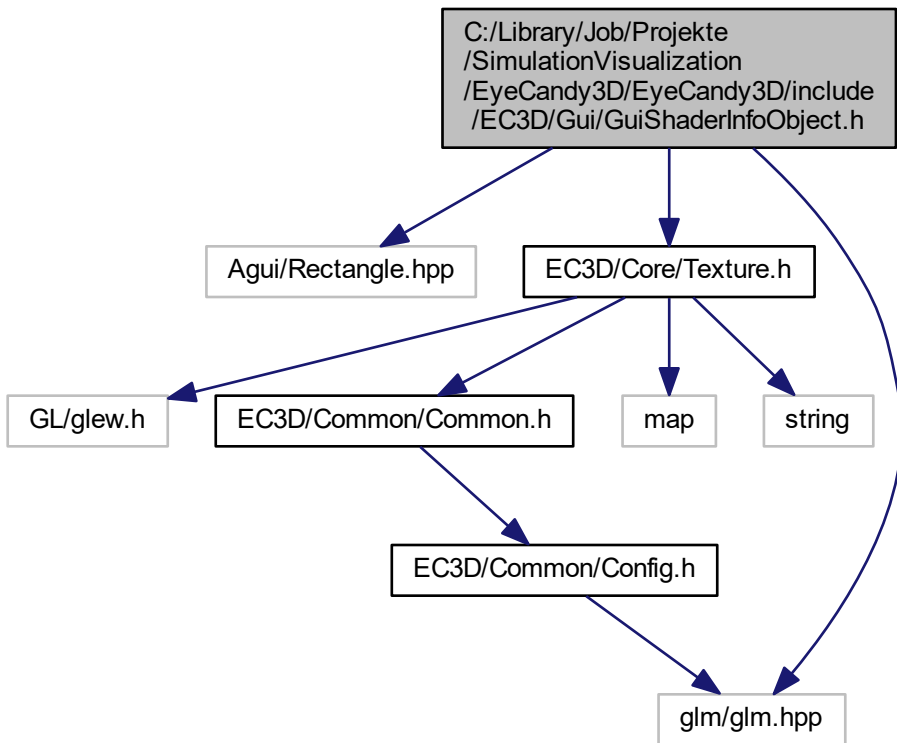 C:/Library/Job/Projekte
/SimulationVisualization
/EyeCandy3D/EyeCandy3D/include
/EC3D/Gui/GuiShaderInfoObject.h
Agui/Rectangle.hpp
EC3D/Core/Texture.h
GL/glew.h
EC3D/Common/Common.h
map
string
EC3D/Common/Config.h
glm/glm.hpp